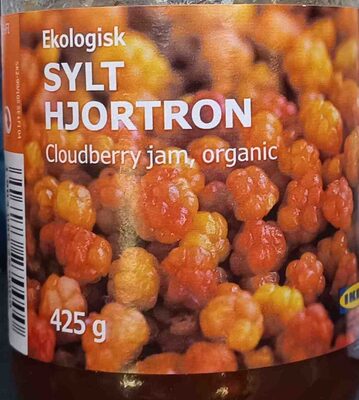 Ekologisk
SYLT
HJORTRON
Cloudberry jam, organic
425 g